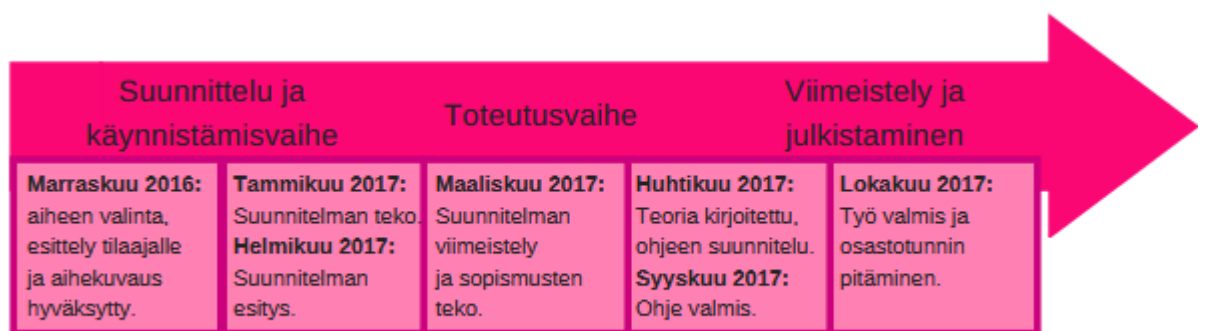 Suunnittelu ja
käynnistämisvaihe
Toteutusvaihe
Viimeistely ja
julkistaminen
Marraskuu 2016:
aiheen valinta,
esittely tilaajalle
ja aihekuvaus
hyväksytty.
Tammikuu 2017:
Suunnitelman teko.
Helmikuu 2017:
Suunnitelman
esitys.
Maaliskuu 2017:
Suunnitelman
viimeistely
ja sopismusten
teko.
Huhtikuu 2017:
Teoria kirjoitettu,
ohjeen suunnitelu.
Syyskuu 2017:
Ohje valmis.
Lokakuu 2017:
Työ valmis ja
osastotunnin
pitäminen.